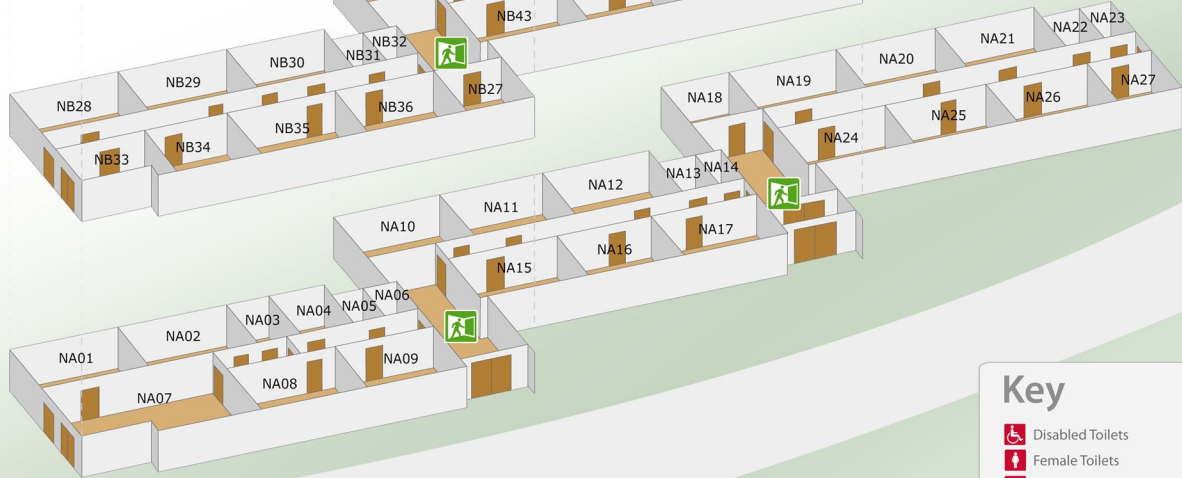 NB43
NB32
NB31
NB30
NB29
NB28
NB27
NB36
NB35
NB34
NB33
NA23
NA22
NA21
NA20
NA19
NA18
NA27
NA26
NA25
NA24
NA14
NA13
NA12
NA11
NA10
NA17
NA16
NA15
NA06
NA05
NA04
NA03
NA02
NA01
NA09
NA08
NA07
Key
Disabled Toilets
Female Toilets